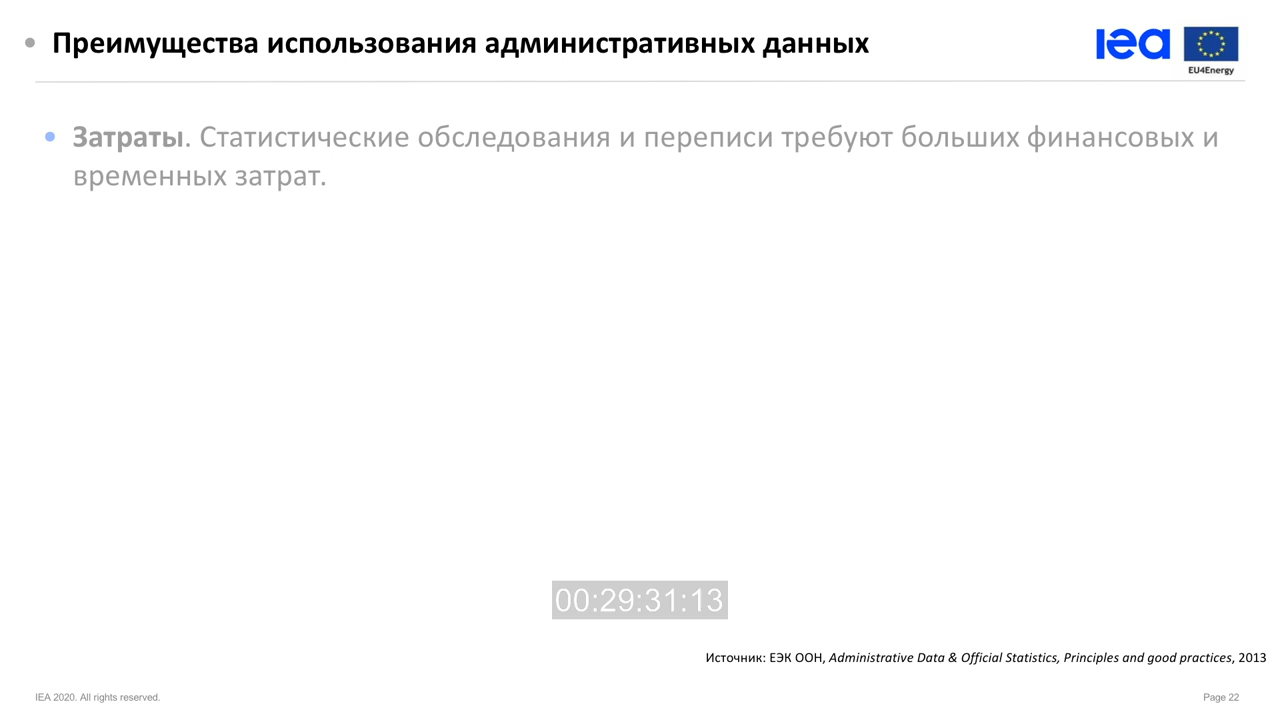 • Преимущества использования административных данных
iea
EU4Energy
• Затраты. Статистические обследования и переписи требуют больших финансовых и
временных затрат.
00:29:31:13
Источник: ЕЭК ООН, Administrative Data & Official Statistics, Principles and good practices, 2013
IEA 2020. All rights reserved.
Page 22